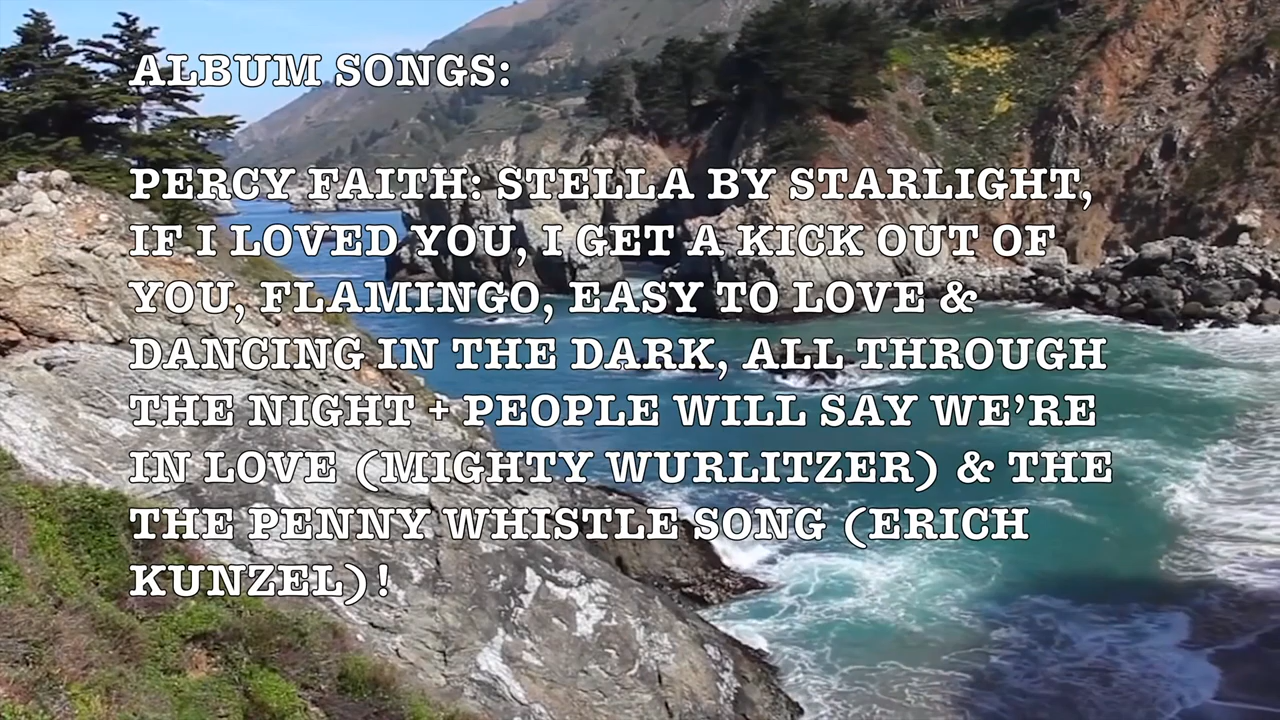 ALBUM SONGS:
PERCY FAITH: STELLA BY STARLIGHT,
IF I LOVED YOU, I GET A KICK OUT OF
YOU, FLAMINGO, EASY TO LOVE &
DANCING IN THE DARK, ALL THROUGH
THE NIGHT + PEOPLE WILL SAY WE’RE
IN LOVE (MIGHTY WURLITZER) & THE
THE PENNY WHISTLE SONG (ERICH
KUNZEL)!